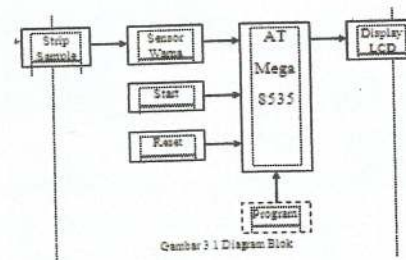 Strip
Sample
Sensor
Warna
Start
Reset
AT
Mega
8535
Display
LCD
Program
Gambar 3.1 Diagram Blok